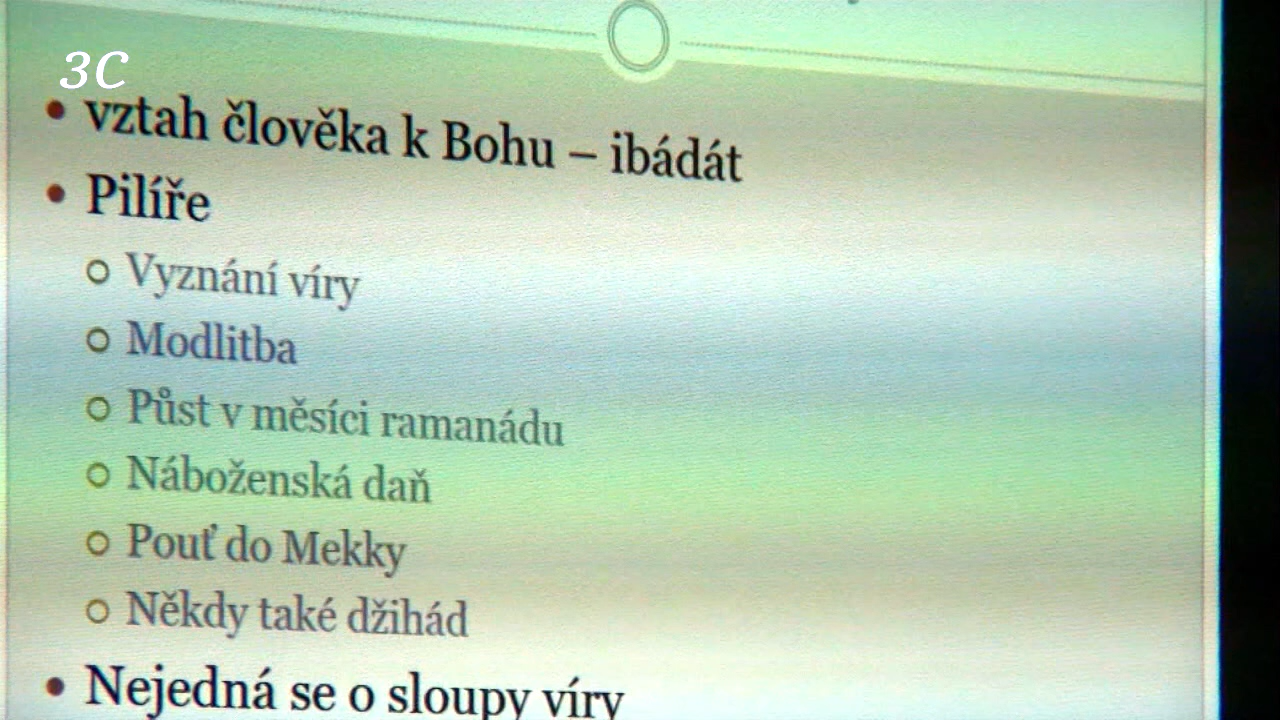 3C
vztah člověka k Bohu – ibádát
Pilíře
Vyznání víry
Modlitba
Půst v měsíci ramanádu
Náboženská daň
Pouť do Mekky
Někdy také džihád
Nejedná se o sloupy víry